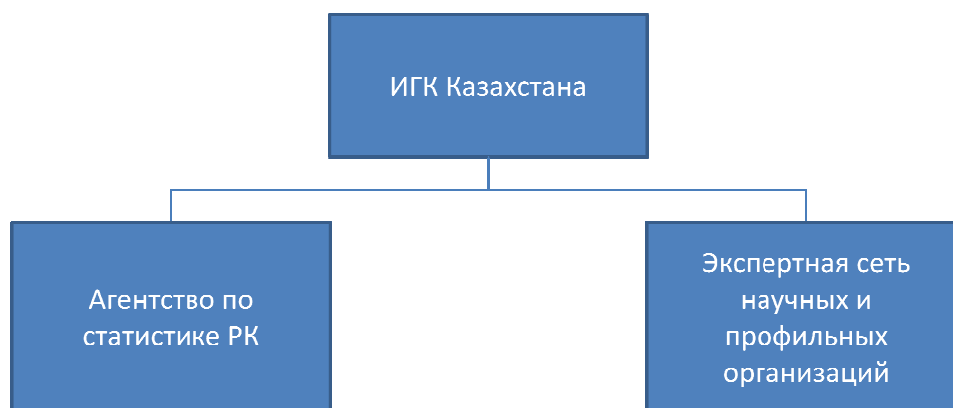 ИГК Казахстана
Агентство по
статистике РК
Экспертная сеть
научных и
профильных
организаций